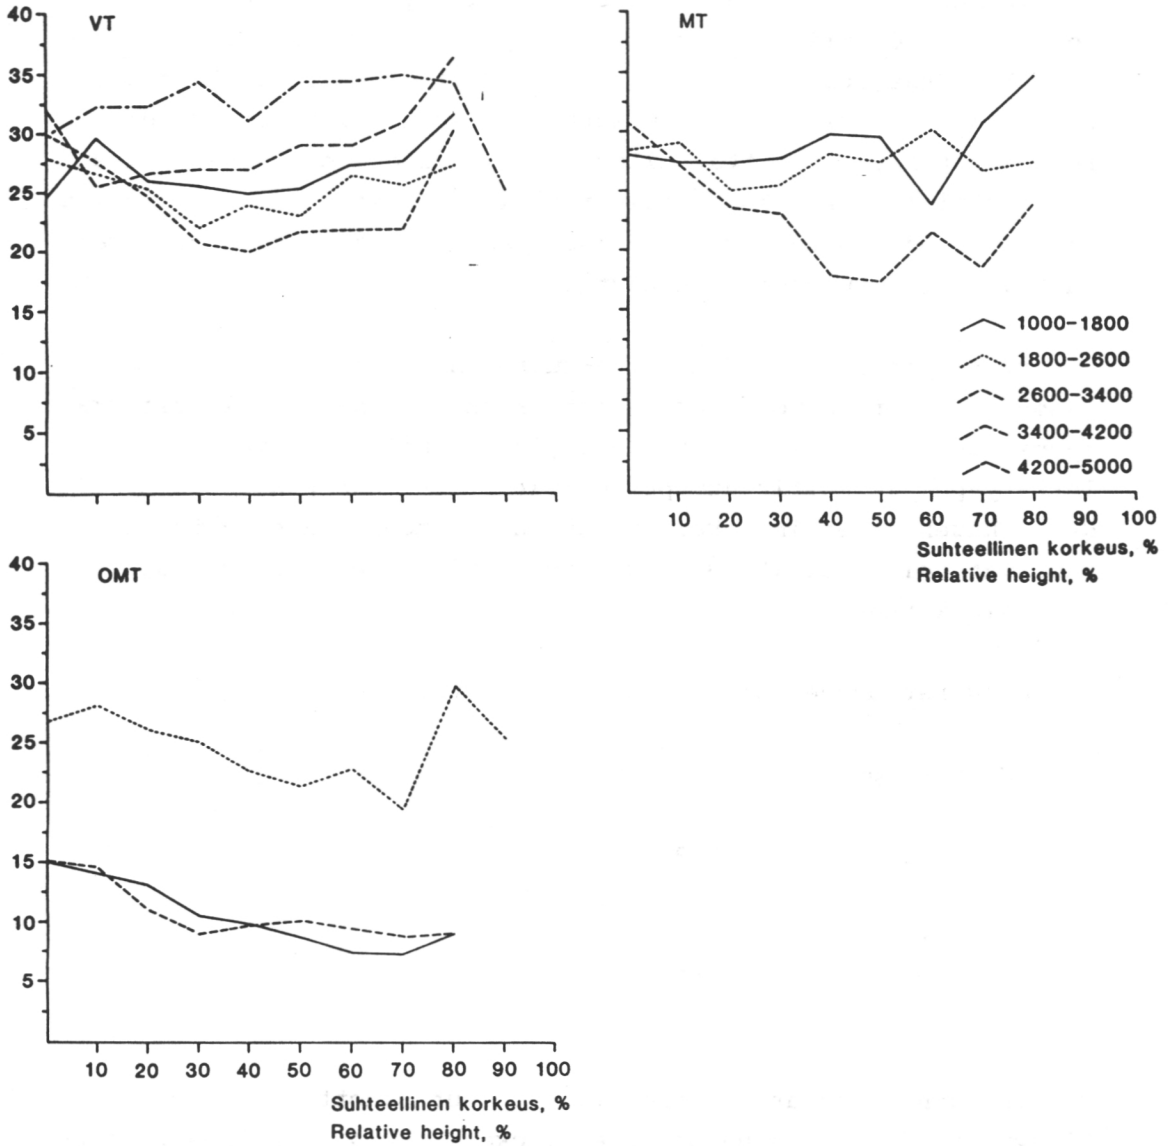 VT
40
35
30
25
20
15
10
5
MT
1000-1800
1800-2600
2600-3400
3400-4200
4200-5000
10 20 30 40 50 60 70 80 90 100
Suhteellinen korkeus, %
Relative height, %
OMT
40
35
30
25
20
15
10
5
10 20 30 40 50 60 70 80 90 100
Suhteellinen korkeus, %
Relative height, %